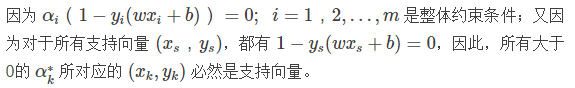 因为 αᵢ ( 1 − yᵢ(wxᵢ + b) ) = 0; i = 1 , 2, . . . , m 是整体约束条件；又因
为对于所有支持向量 (xₛ , yₛ)，都有 1 − yₛ(wxₛ + b) = 0，因此，所有大于
0的 αₖ* 所对应的 (xₖ, yₖ) 必然是支持向量。